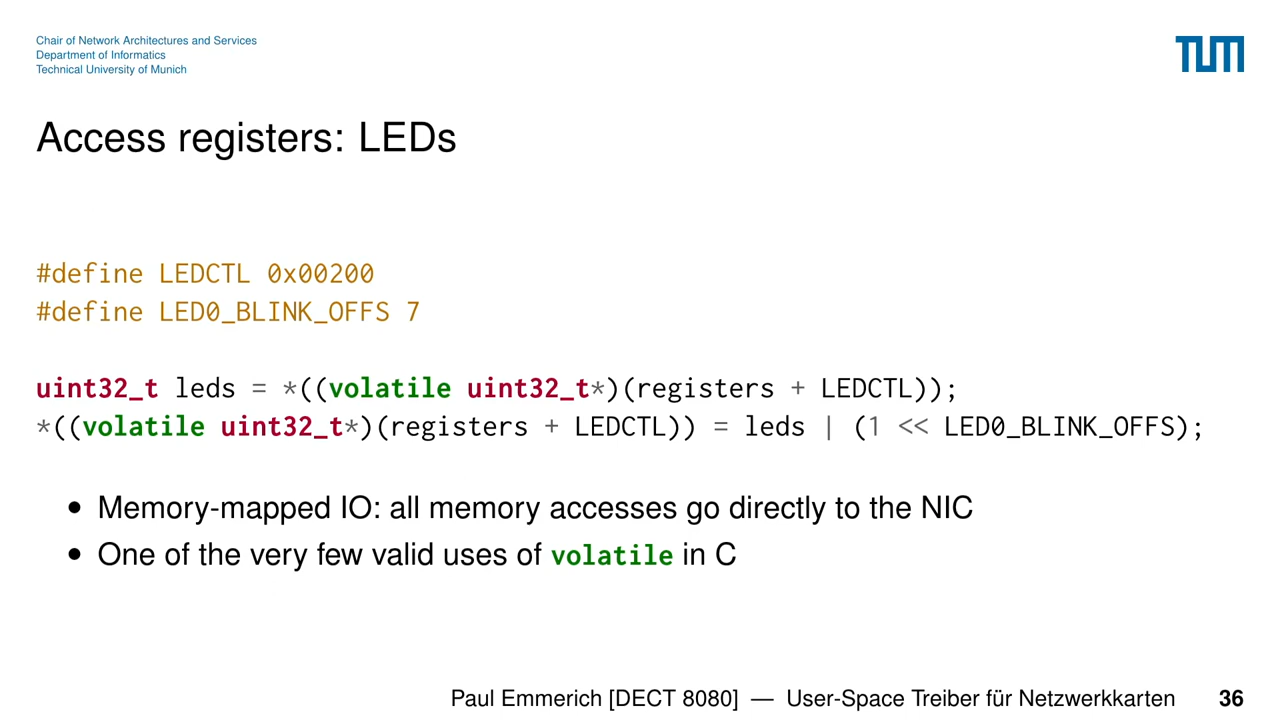 Chair of Network Architectures and Services
Department of Informatics
Technical University of Munich
TUM
Access registers: LEDs
#define LEDCTL 0x00200
#define LED0_BLINK_OFFS 7
uint32_t leds = *((volatile uint32_t*)(registers + LEDCTL));
*((volatile uint32_t*)(registers + LEDCTL)) = leds | (1 << LED0_BLINK_OFFS);
• Memory-mapped IO: all memory accesses go directly to the NIC
• One of the very few valid uses of volatile in C
Paul Emmerich [DECT 8080] — User-Space Treiber für Netzwerkkarten 36